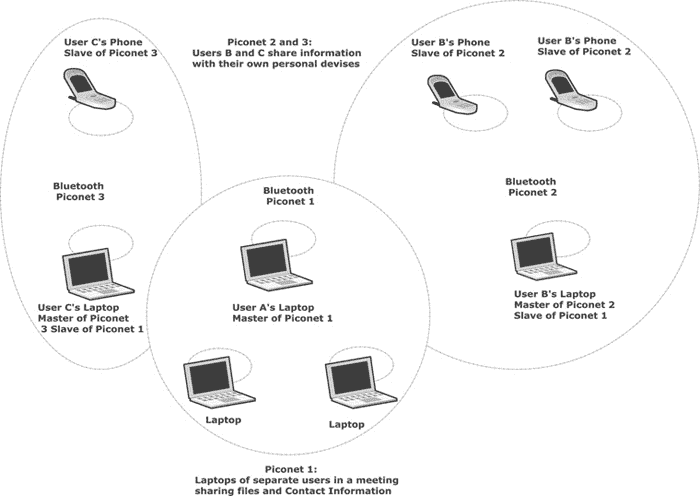 User C's Phone
Slave of Piconet 3
Piconet 2 and 3:
Users B and C share information
with their own personal devises
User B's Phone
Slave of Piconet 2
User B's Phone
Slave of Piconet 2
Bluetooth
Piconet 3
Bluetooth
Piconet 1
Bluetooth
Piconet 2
User C's Laptop
Master of Piconet
3 Slave of Piconet 1
User A's Laptop
Master of Piconet 1
User B's Laptop
Master of Piconet 2
Slave of Piconet 1
Laptop
Laptop
Piconet 1:
Laptops of separate users in a meeting
sharing files and Contact Information